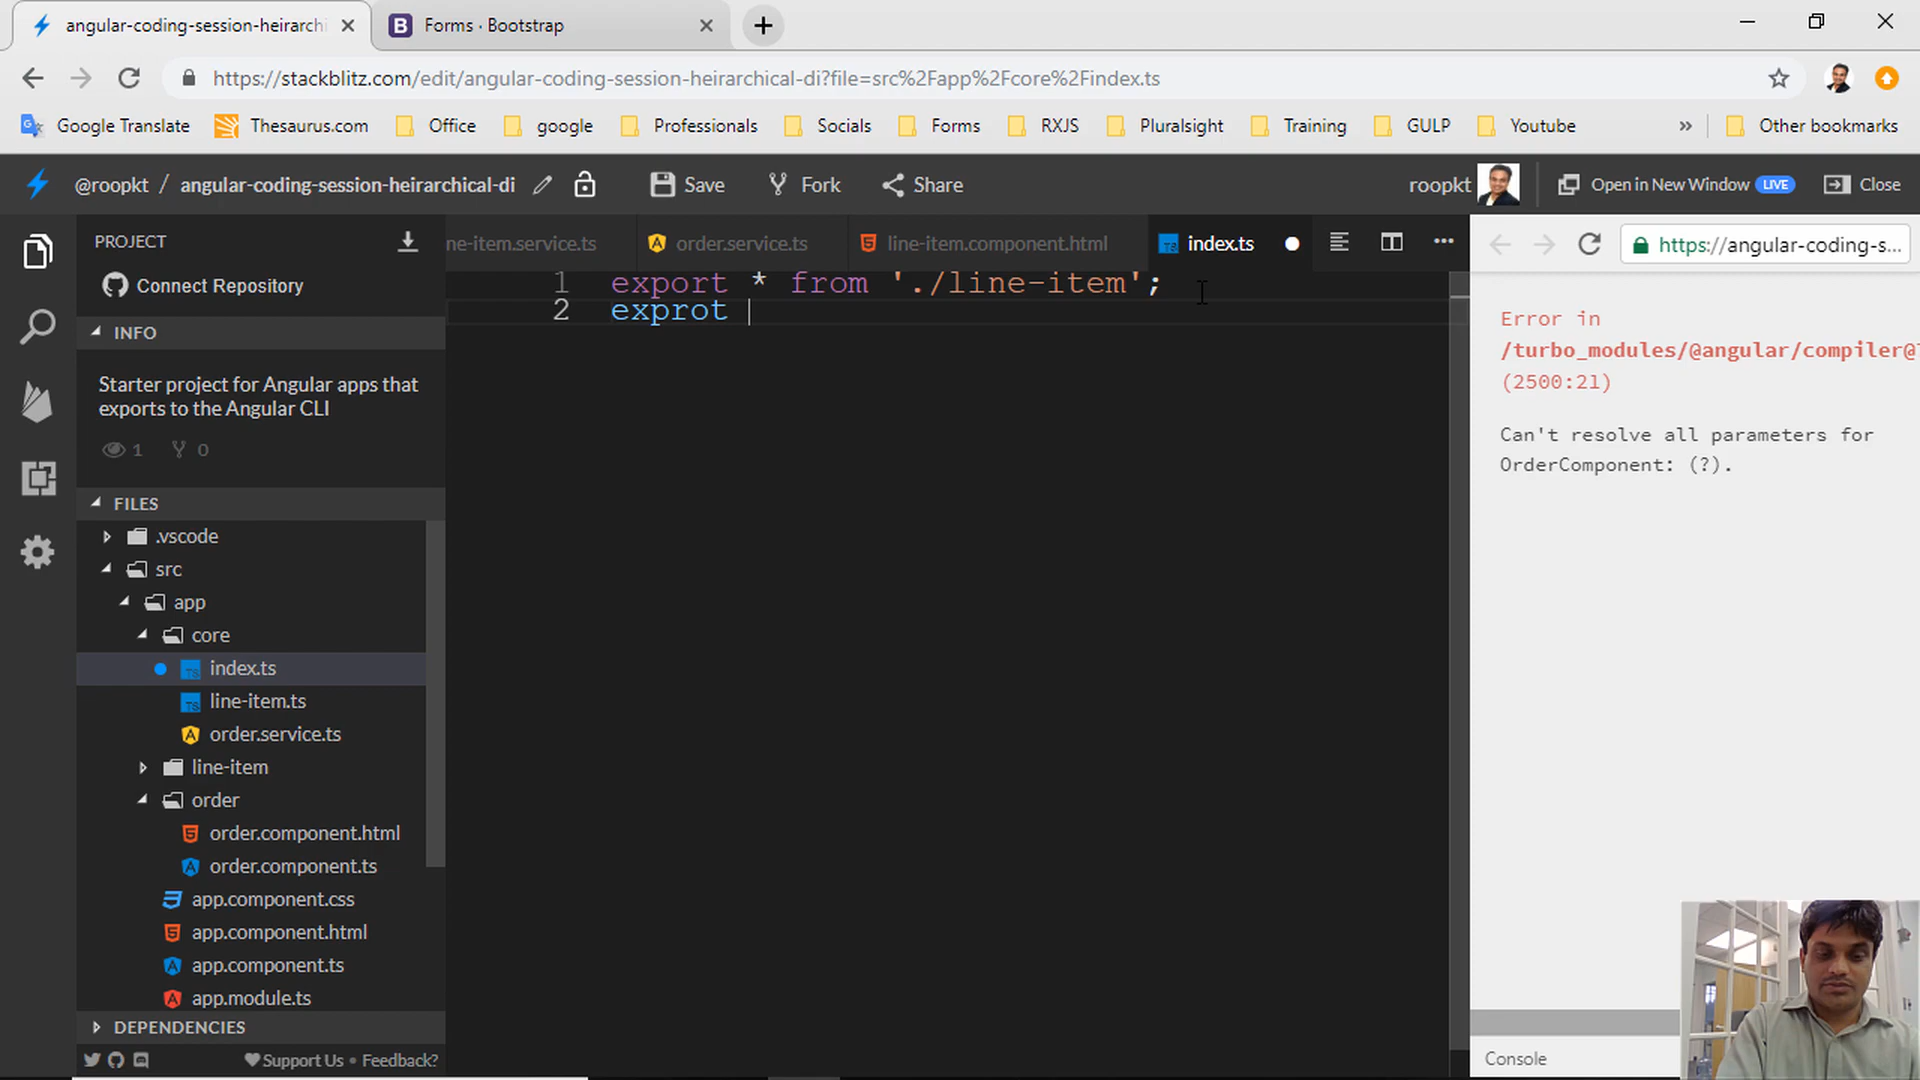 angular-coding-session-heirarchi
Forms · Bootstrap
https://stackblitz.com/edit/angular-coding-session-heirarchical-di?file=src%2Fapp%2Fcore%2Findex.ts
Google Translate Thesaurus.com Office google Professionals Socials Forms RXJS Pluralsight Training GULP Youtube » Other bookmarks
@roopkt / angular-coding-session-heirarchical-di Save Fork Share roopkt Open in New Window LIVE Close
PROJECT
Connect Repository
INFO
Starter project for Angular apps that
exports to the Angular CLI
1 0
FILES
.vscode
src
app
core
index.ts
line-item.ts
order.service.ts
line-item
order
order.component.html
order.component.ts
app.component.css
app.component.html
app.component.ts
app.module.ts
DEPENDENCIES
Support Us • Feedback?
ne-item.service.ts order.service.ts line-item.component.html index.ts
1 export * from './line-item';
2 exprot
https://angular-coding-s...
Error in
/turbo_modules/@angular/compiler@
(2500:21)
Can't resolve all parameters for
OrderComponent: (?).
Console